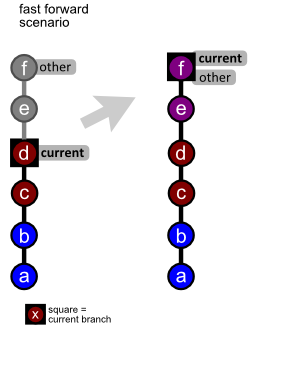 fast forward
scenario
f other
e
d current
c
b
a
f current
other
e
d
c
b
a
x square =
current branch